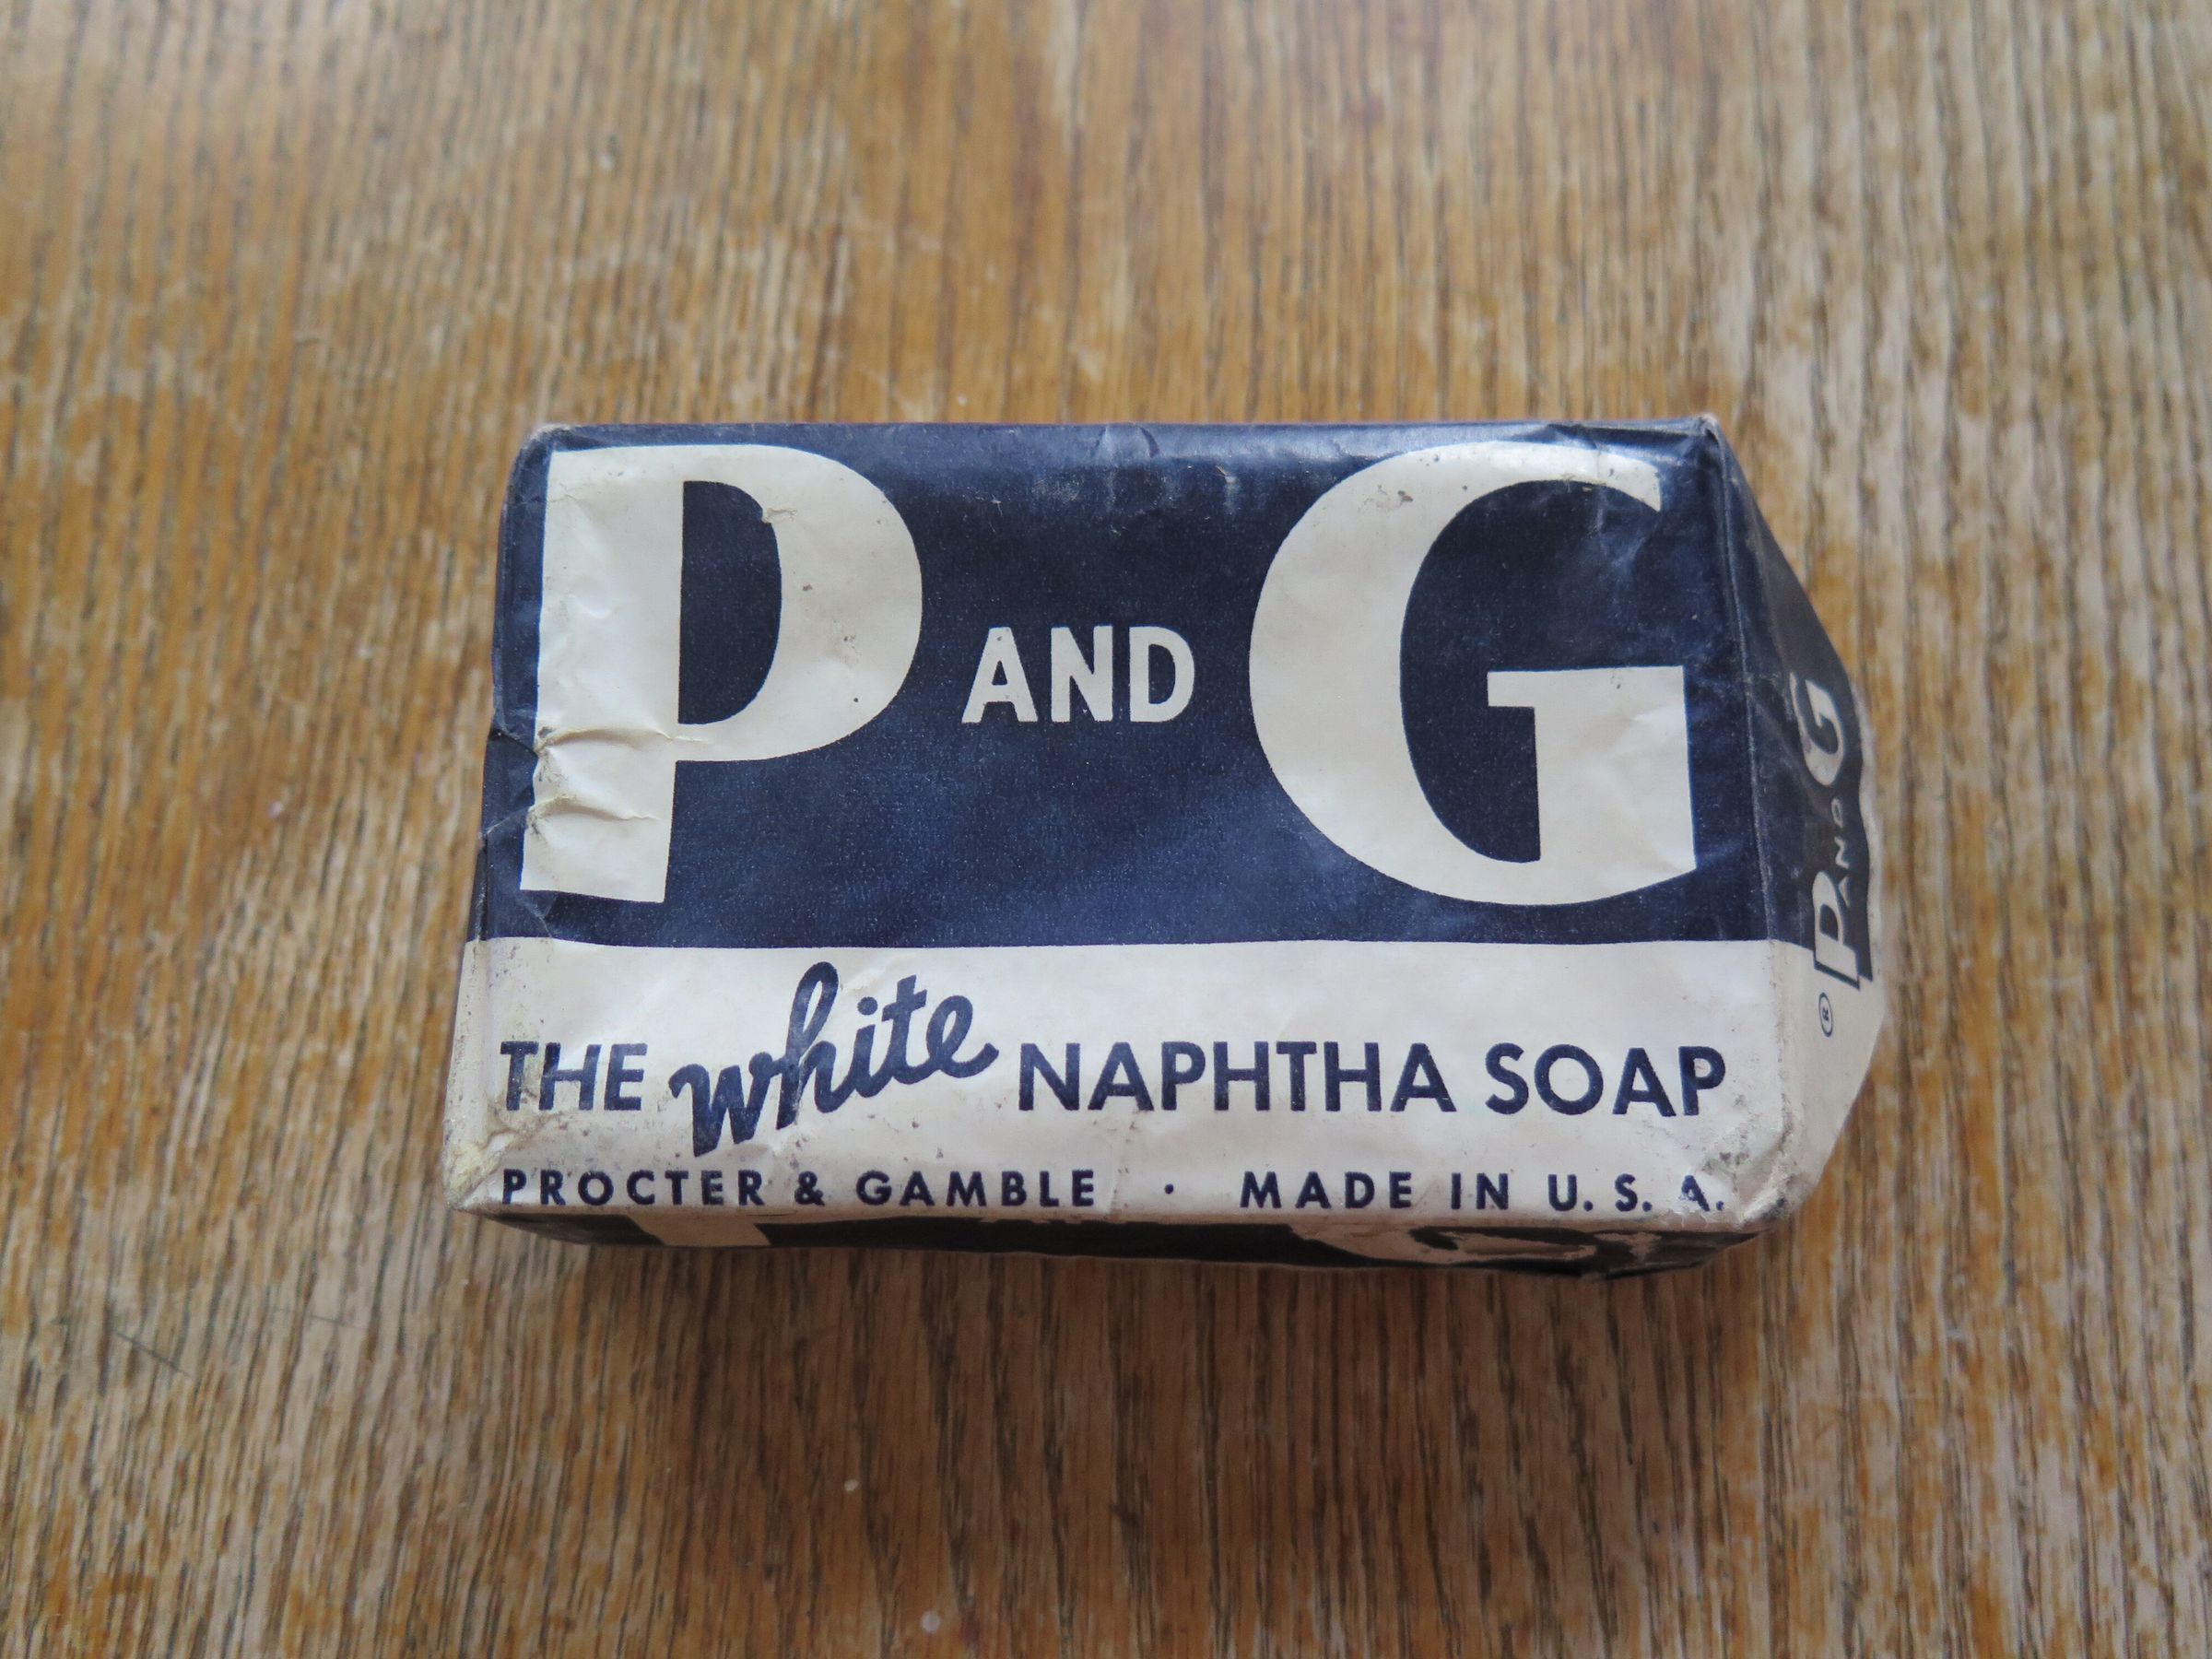 P AND G
THE white NAPHTHA SOAP
PROCTER & GAMBLE · MADE IN U. S. A.
P AND G
®